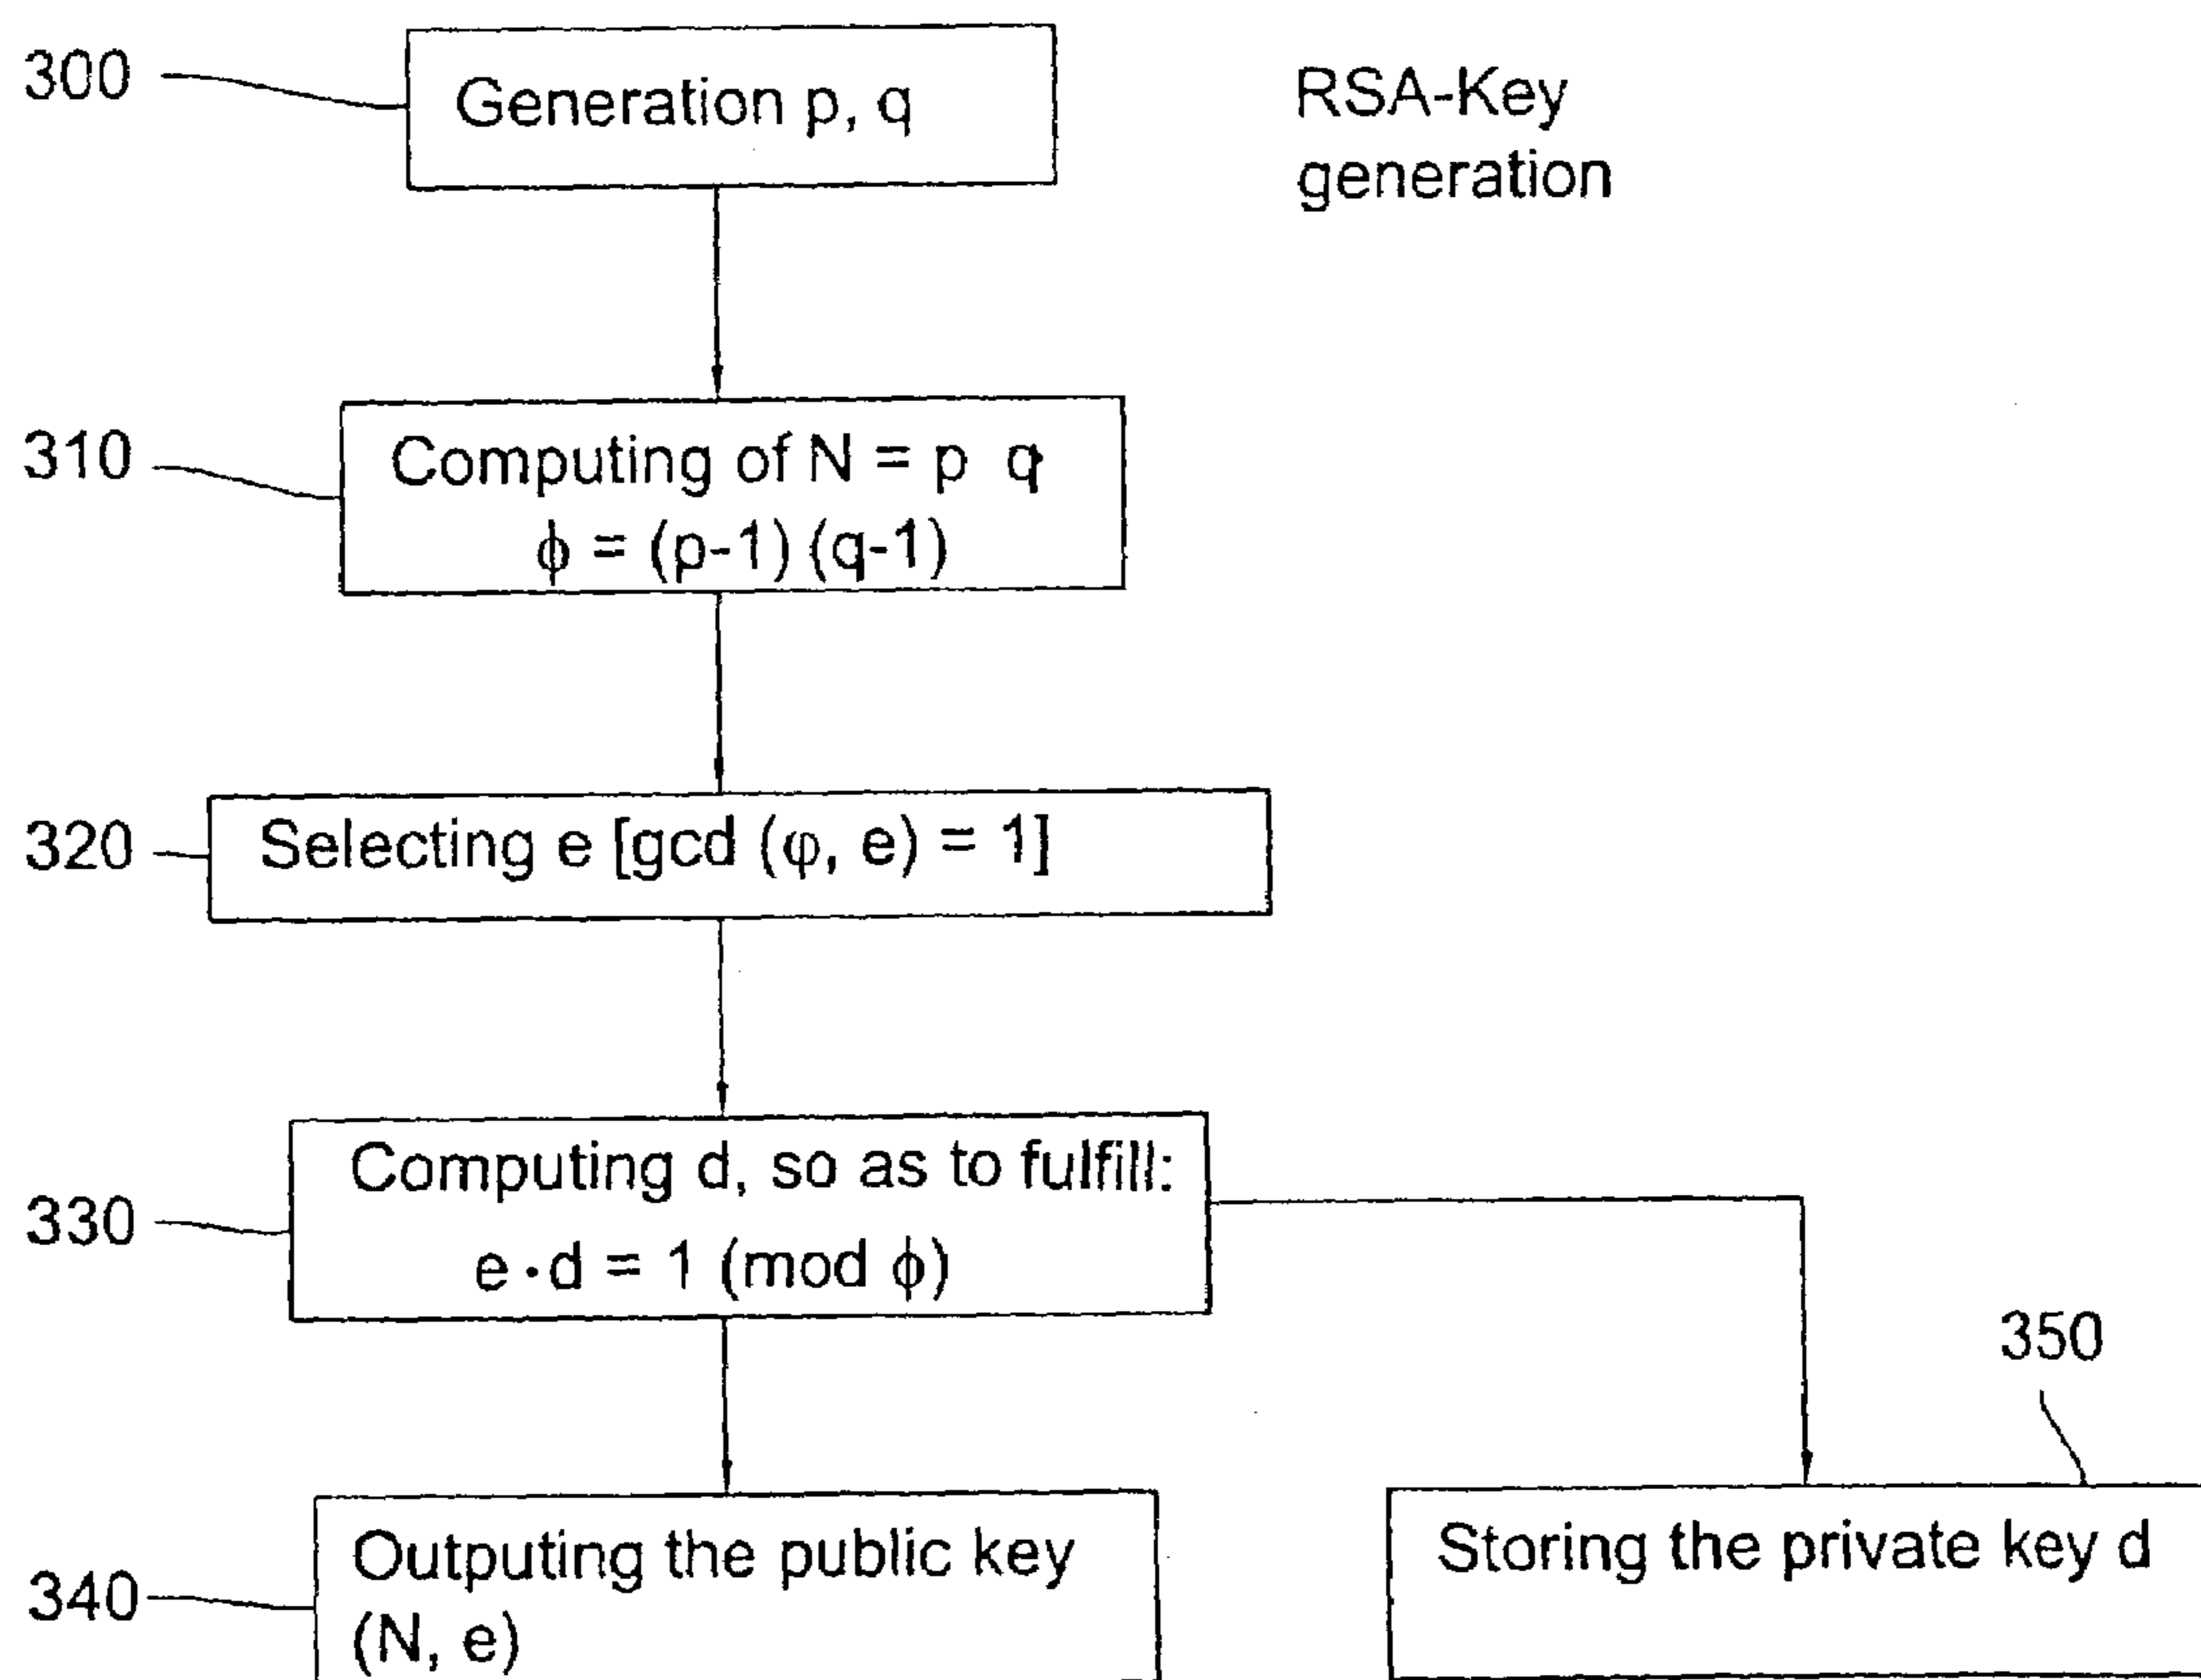 300
Generation p, q
RSA-Key
generation
310
Computing of N = p q
ϕ = (p-1) (q-1)
320
Selecting e [gcd (φ, e) = 1]
330
Computing d, so as to fulfill:
e · d = 1 (mod ϕ)
340
Outputing the public key
(N, e)
350
Storing the private key d